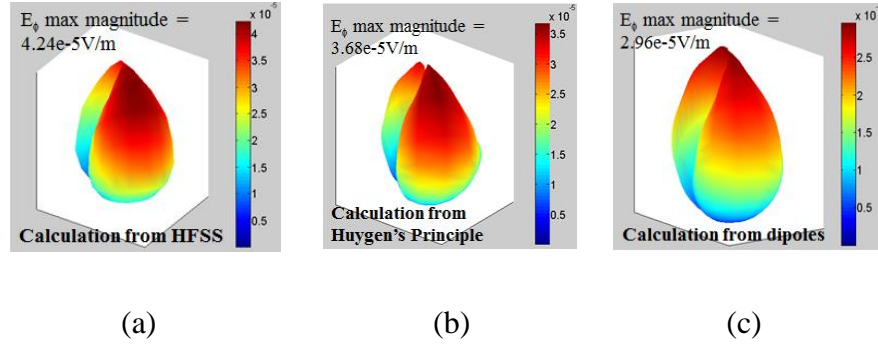 E_ϕ max magnitude =
4.24e-5V/m
x 10^-5
4
3.5
3
2.5
2
1.5
1
0.5
Calculation from HFSS
(a)
E_ϕ max magnitude =
3.68e-5V/m
x 10^-5
3.5
3
2.5
2
1.5
1
0.5
Calculation from
Huygen's Principle
(b)
E_ϕ max magnitude =
2.96e-5V/m
x 10^-5
2.5
2
1.5
1
0.5
Calculation from dipoles
(c)